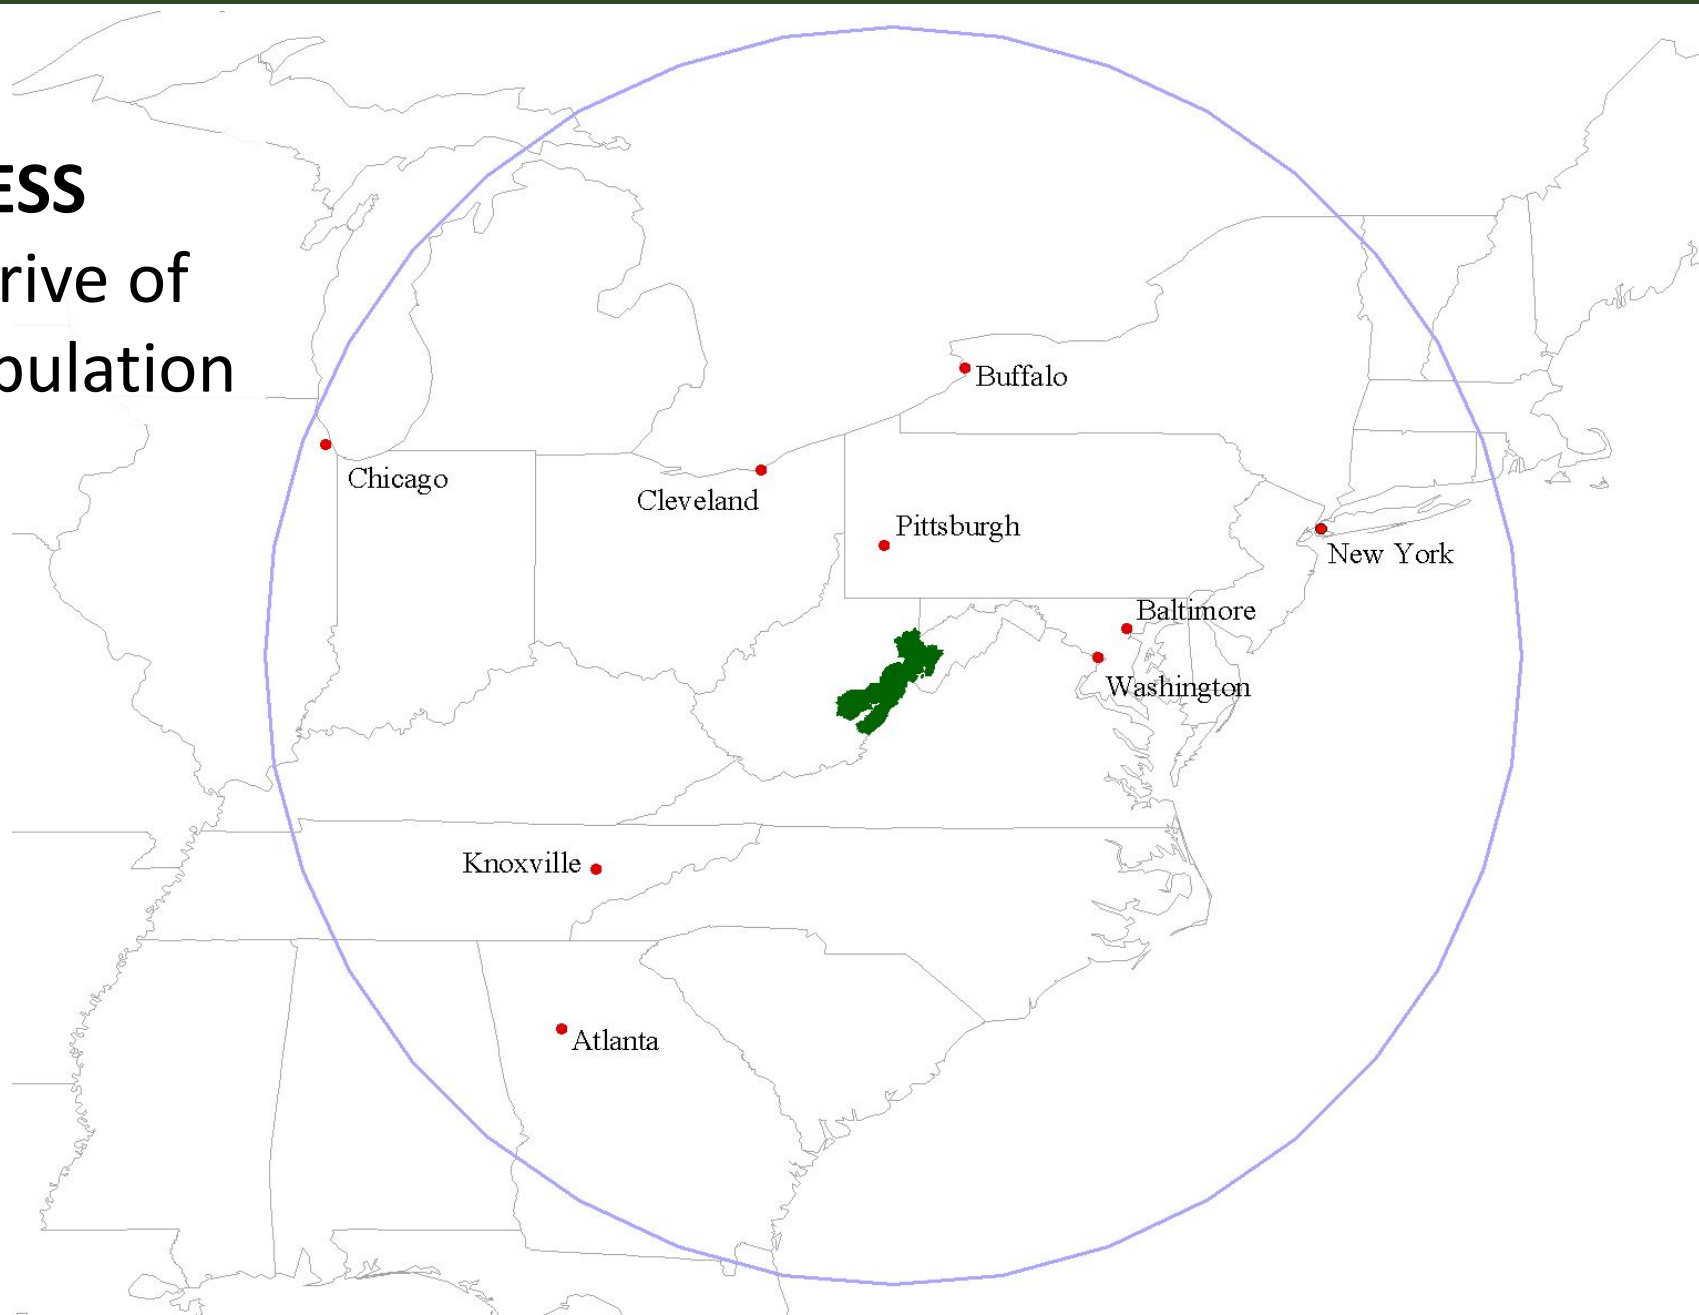 ESS
rive of
pulation
Buffalo
Chicago
Cleveland
Pittsburgh
New York
Baltimore
Washington
Knoxville
Atlanta